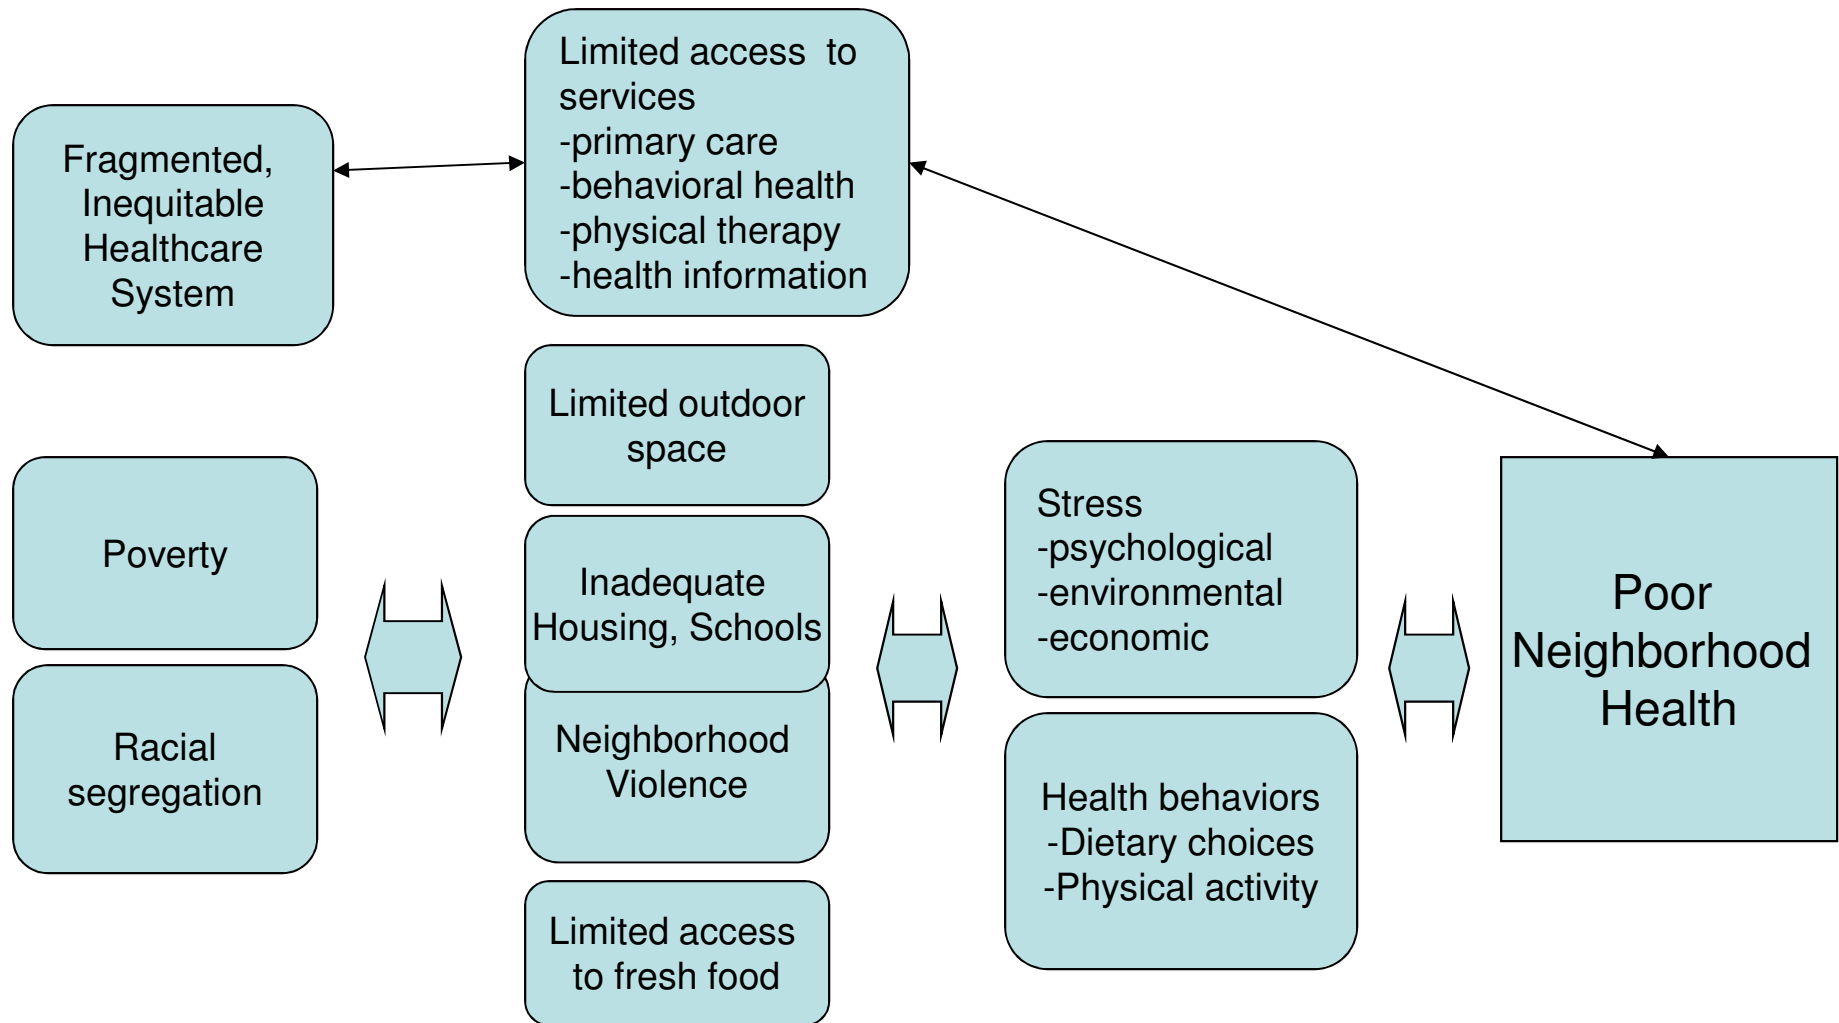 Limited access  to
services
-primary care
-behavioral health
-physical therapy
-health information
Fragmented,
Inequitable
Healthcare
System
Limited outdoor
space
Poverty
Inadequate
Housing, Schools
Racial
segregation
Neighborhood
Violence
Limited access
to fresh food
Stress
-psychological
-environmental
-economic
Health behaviors
-Dietary choices
-Physical activity
Poor
Neighborhood
Health